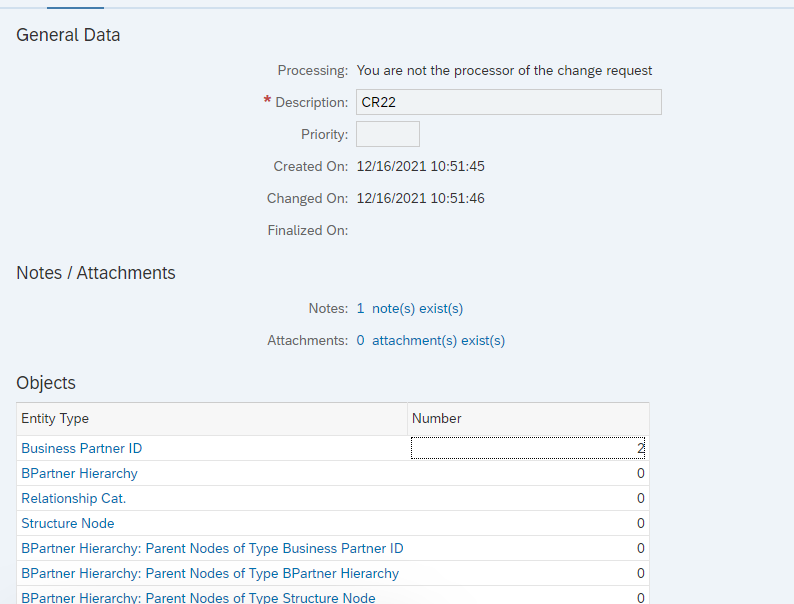 General Data
Processing: You are not the processor of the change request
* Description: CR22
Priority:
Created On: 12/16/2021 10:51:45
Changed On: 12/16/2021 10:51:46
Finalized On:
Notes / Attachments
Notes: 1 note(s) exist(s)
Attachments: 0 attachment(s) exist(s)
Objects
Entity Type Number
Business Partner ID 2
BPartner Hierarchy 0
Relationship Cat. 0
Structure Node 0
BPartner Hierarchy: Parent Nodes of Type Business Partner ID 0
BPartner Hierarchy: Parent Nodes of Type BPartner Hierarchy 0
BPartner Hierarchy: Parent Nodes of Type Structure Node 0